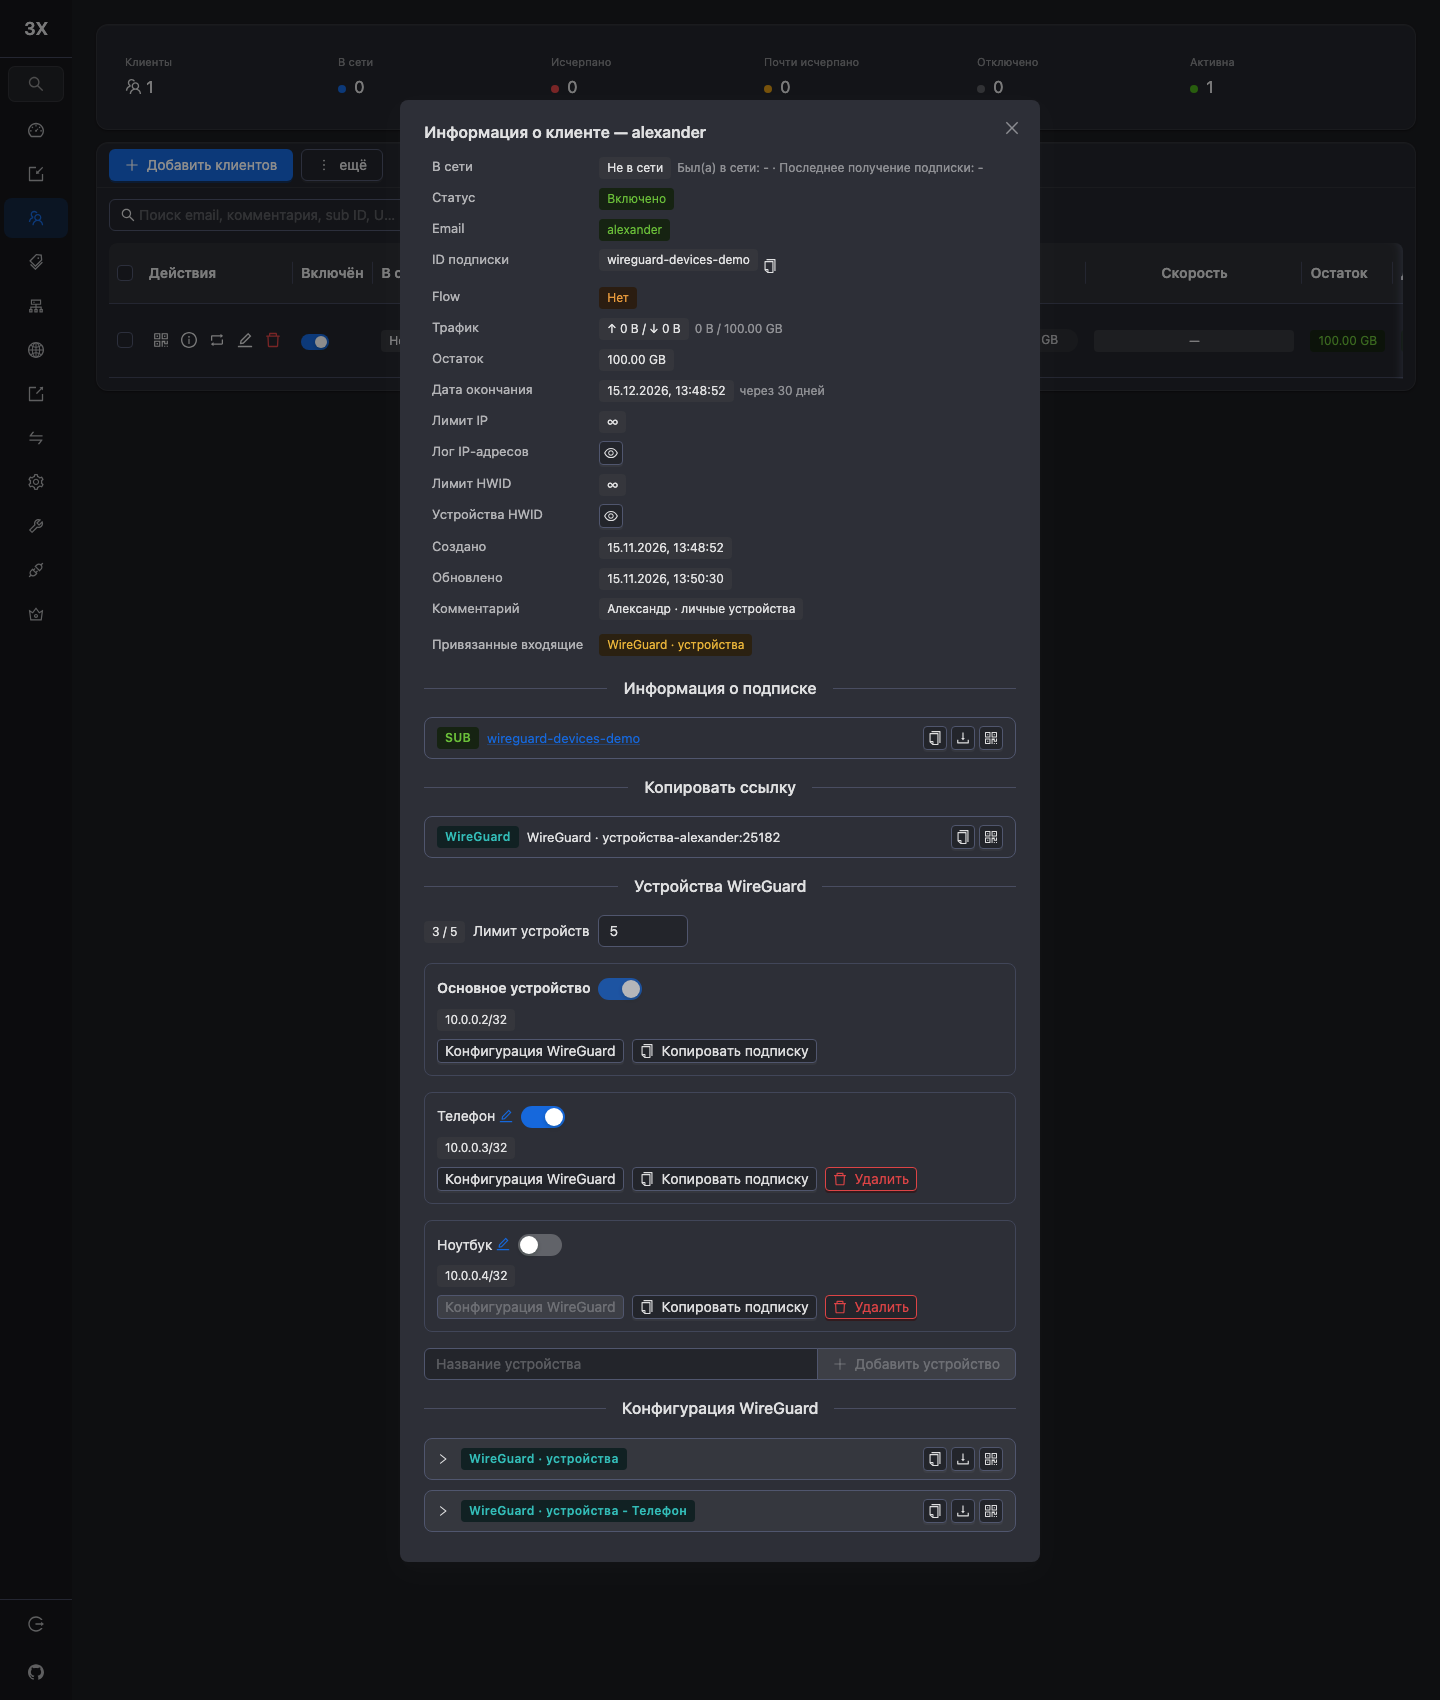 3X
Клиенты
1
В сети
0
Исчерпано
0
Почти исчерпано
0
Отключено
0
Активна
1
Добавить клиентов
ещё
Поиск email, комментария, sub ID, U...
Действия
Включён
Скорость
Остаток
GB
—
100.00 GB
Информация о клиенте — alexander
В сети
Не в сети Был(а) в сети: - · Последнее получение подписки: -
Статус
Включено
Email
alexander
ID подписки
wireguard-devices-demo
Flow
Нет
Трафик
↑ 0 B / ↓ 0 B 0 B / 100.00 GB
Остаток
100.00 GB
Дата окончания
15.12.2026, 13:48:52 через 30 дней
Лимит IP
∞
Лог IP-адресов
Лимит HWID
∞
Устройства HWID
Создано
15.11.2026, 13:48:52
Обновлено
15.11.2026, 13:50:30
Комментарий
Александр · личные устройства
Привязанные входящие
WireGuard · устройства
Информация о подписке
SUB wireguard-devices-demo
Копировать ссылку
WireGuard WireGuard · устройства-alexander:25182
Устройства WireGuard
3 / 5 Лимит устройств 5
Основное устройство
10.0.0.2/32
Конфигурация WireGuard Копировать подписку
Телефон
10.0.0.3/32
Конфигурация WireGuard Копировать подписку Удалить
Ноутбук
10.0.0.4/32
Конфигурация WireGuard Копировать подписку Удалить
Название устройства Добавить устройство
Конфигурация WireGuard
WireGuard · устройства
WireGuard · устройства - Телефон